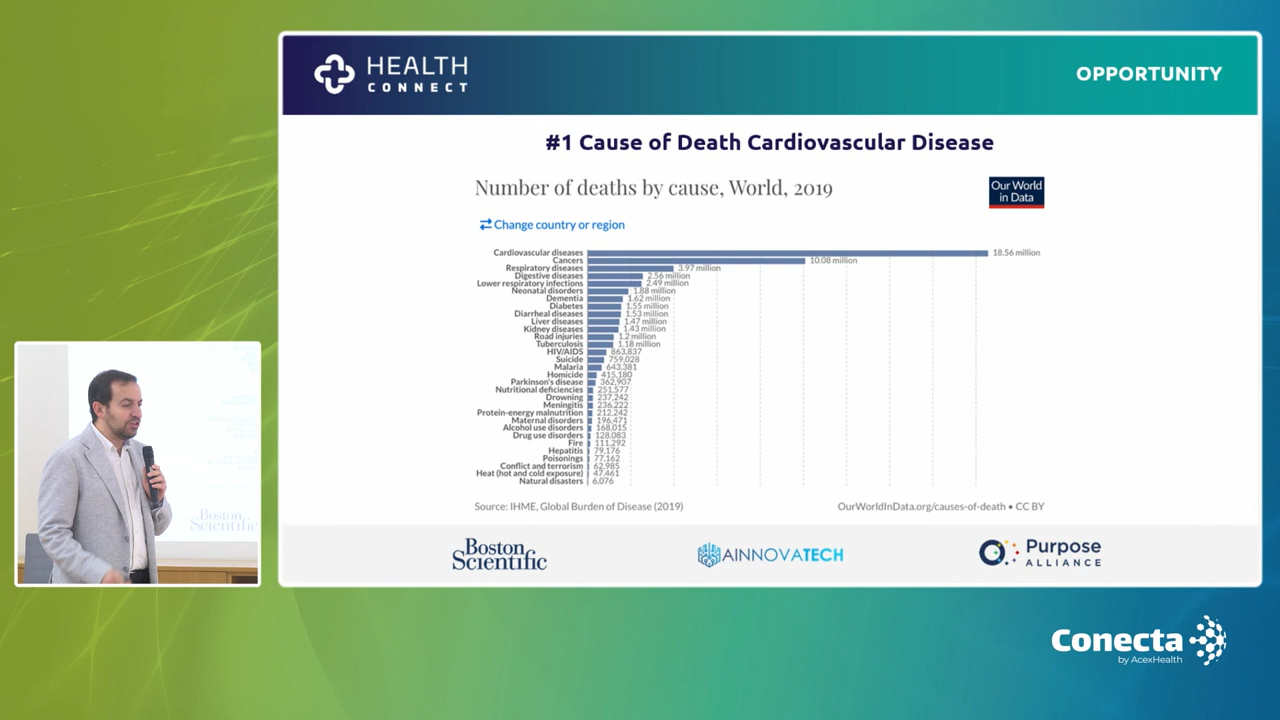 HEALTH
CONNECT
OPPORTUNITY
#1 Cause of Death Cardiovascular Disease
Number of deaths by cause, World, 2019
Our World
in Data
Change country or region
Cardiovascular diseases 18.56 million
Cancers 10.08 million
Respiratory diseases 3.97 million
Digestive diseases 2.56 million
Lower respiratory infections 2.49 million
Neonatal disorders 1.88 million
Dementia 1.62 million
Diabetes 1.55 million
Diarrheal diseases 1.53 million
Liver diseases 1.47 million
Kidney diseases 1.43 million
Road injuries 1.2 million
Tuberculosis 1.18 million
HIV/AIDS 863,837
Suicide 759,028
Malaria 643,381
Homicide 415,180
Parkinson's disease 362,907
Nutritional deficiencies 251,577
Drowning 237,242
Meningitis 236,222
Protein-energy malnutrition 212,242
Maternal disorders 196,471
Alcohol use disorders 168,015
Drug use disorders 128,083
Fire 111,292
Hepatitis 79,176
Poisonings 77,162
Conflict and terrorism 62,985
Heat (hot and cold exposure) 47,461
Natural disasters 6,076
Source: IHME, Global Burden of Disease (2019)
OurWorldInData.org/causes-of-death • CC BY
Boston
Scientific
Boston
Scientific
AINNOVATECH
Purpose
ALLIANCE
Conecta
by AcexHealth